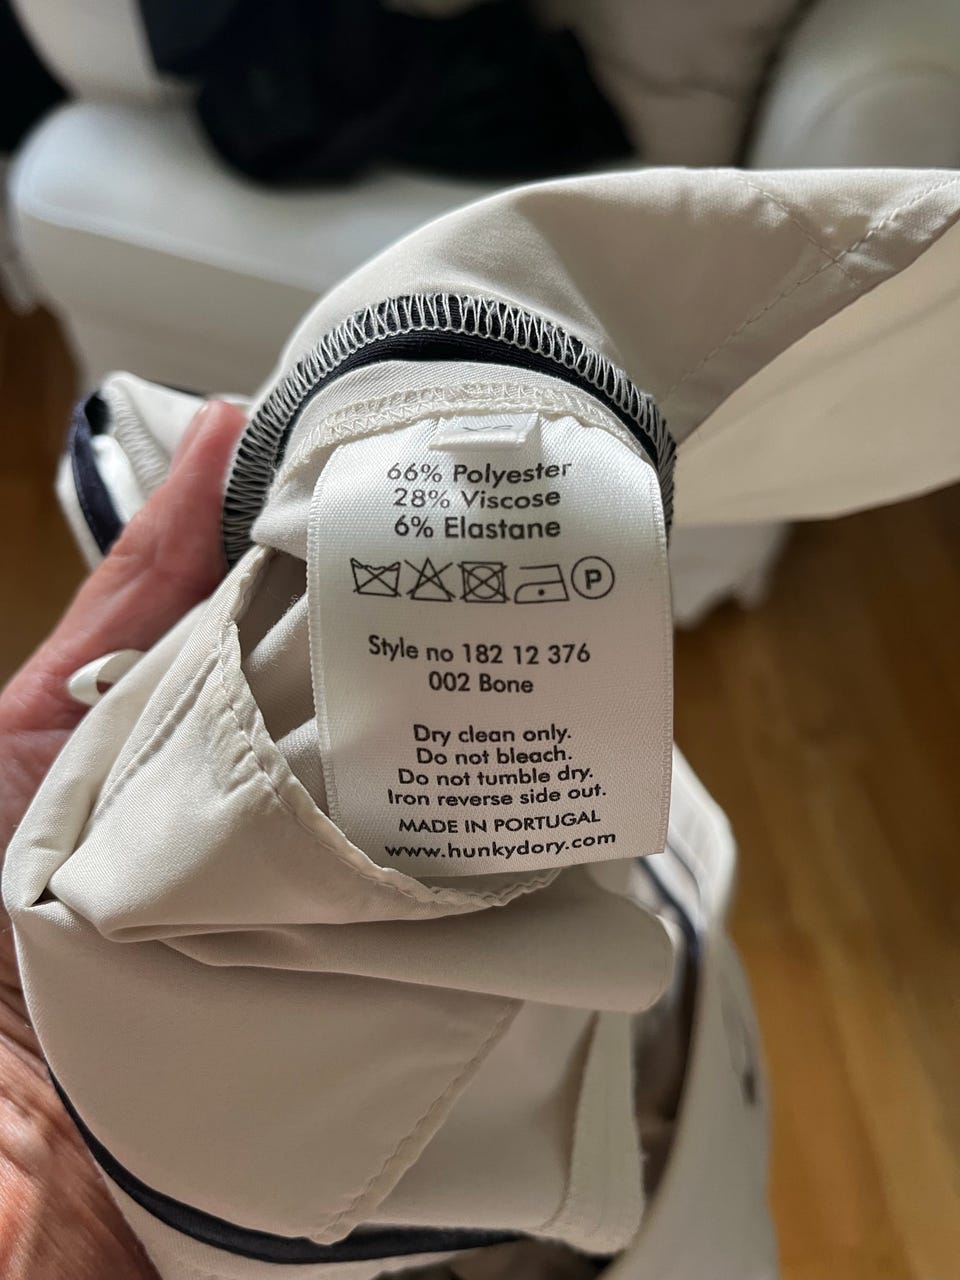 66% Polyester
28% Viscose
6% Elastane
P
Style no 182 12 376
002 Bone
Dry clean only.
Do not bleach.
Do not tumble dry.
Iron reverse side out.
MADE IN PORTUGAL
www.hunkydory.com